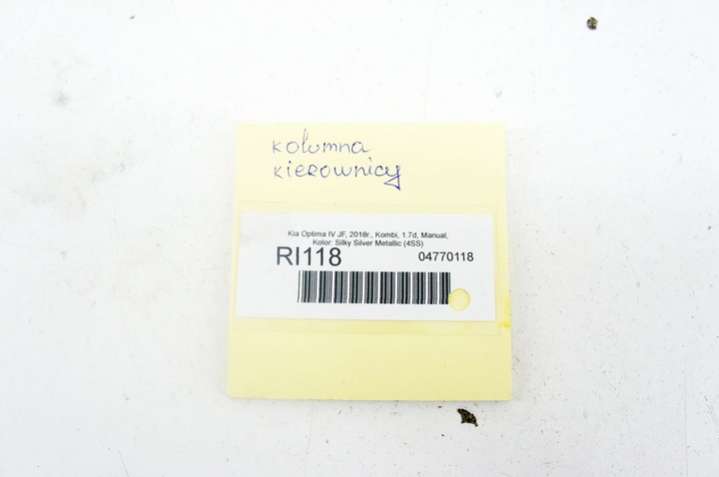 kolumna
kierownicy
Kia Optima IV JF, 2018r., Kombi, 1.7d, Manual,
Kolor: Silky Silver Metallic (4SS)
RI118 04770118